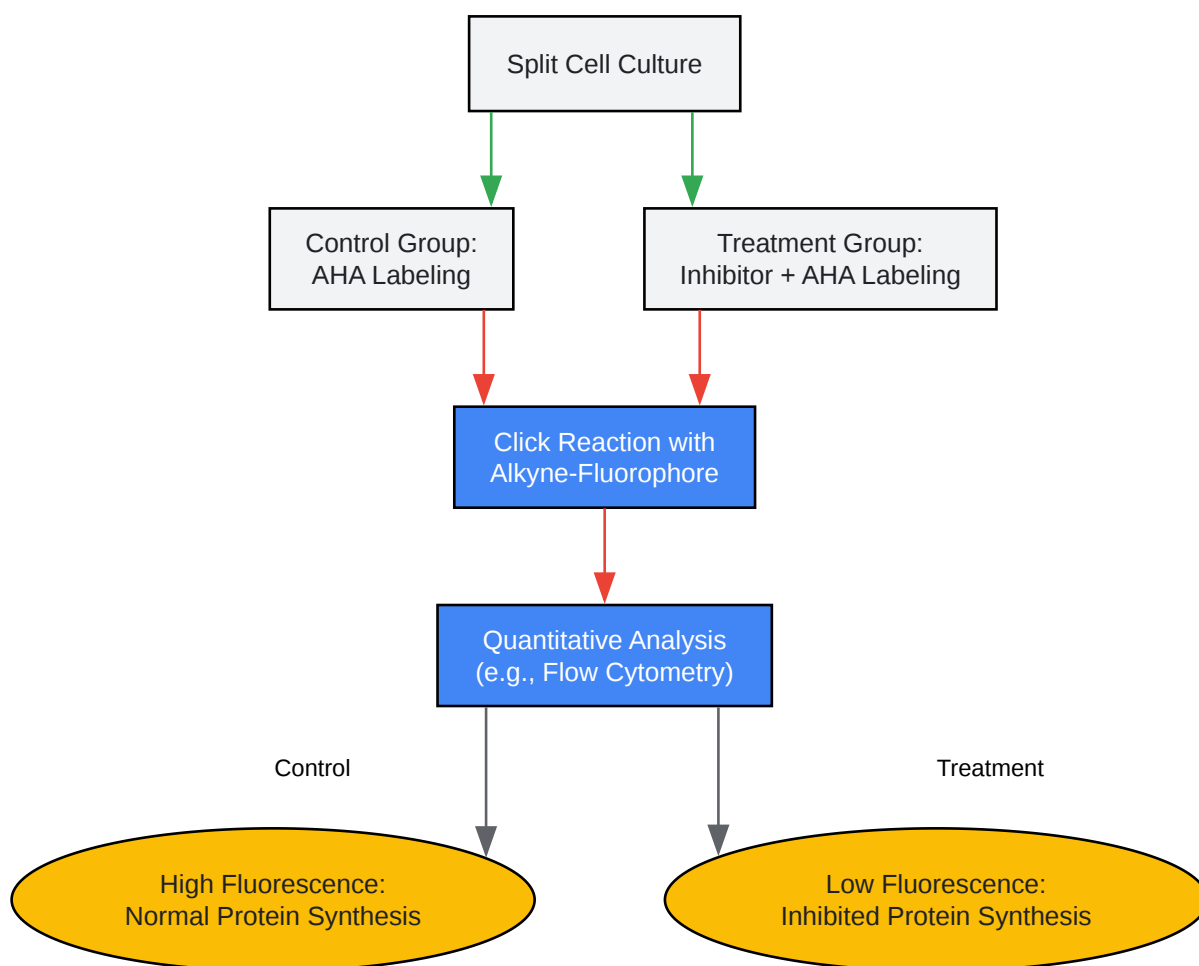 Split Cell Culture
Control Group:
AHA Labeling
Treatment Group:
Inhibitor + AHA Labeling
Click Reaction with
Alkyne-Fluorophore
Quantitative Analysis
(e.g., Flow Cytometry)
Control
Treatment
High Fluorescence:
Normal Protein Synthesis
Low Fluorescence:
Inhibited Protein Synthesis